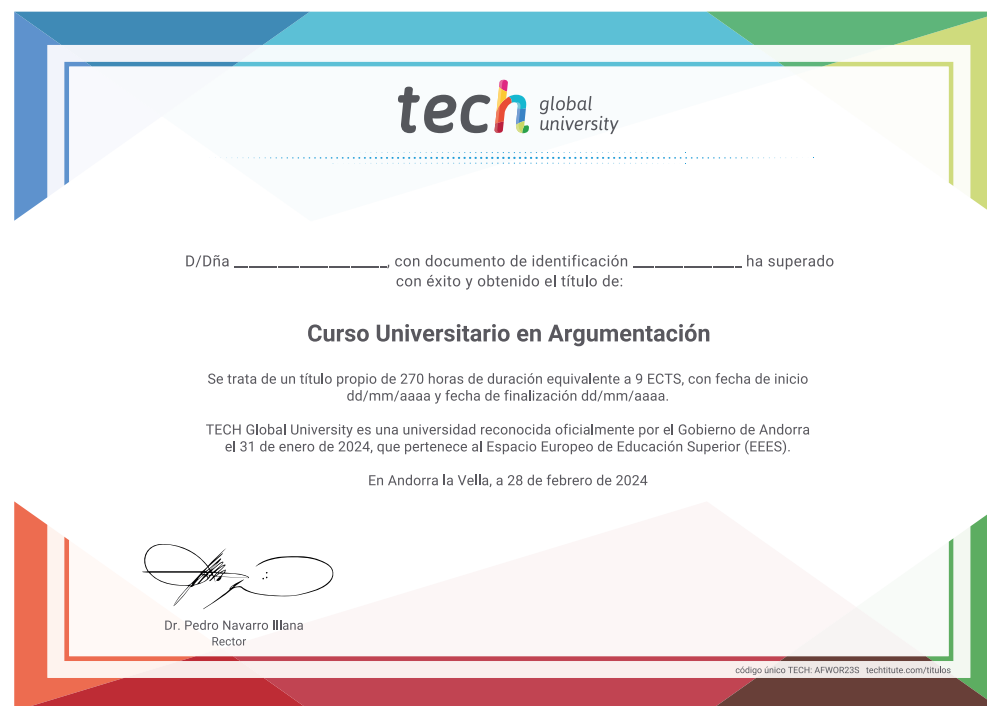 tech global university
D/Dña ______________________, con documento de identificación ________________ ha superado
con éxito y obtenido el título de:
Curso Universitario en Argumentación
Se trata de un título propio de 270 horas de duración equivalente a 9 ECTS, con fecha de inicio
dd/mm/aaaa y fecha de finalización dd/mm/aaaa.
TECH Global University es una universidad reconocida oficialmente por el Gobierno de Andorra
el 31 de enero de 2024, que pertenece al Espacio Europeo de Educación Superior (EEES).
En Andorra la Vella, a 28 de febrero de 2024
Dr. Pedro Navarro Illana
Rector
código único TECH: AFWOR23S techtitute.com/titulos